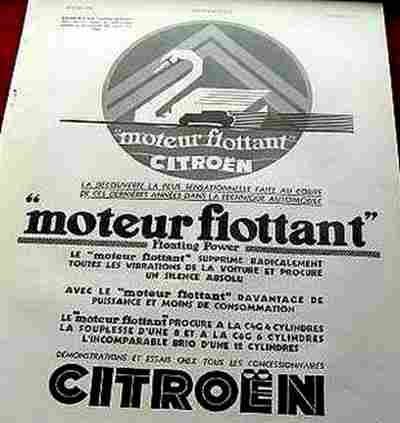 "moteur flottant"
CITROËN
LA DÉCOUVERTE LA PLUS SENSATIONNELLE FAITE AU COURS
DE CES DERNIÈRES ANNÉES DANS LA TECHNIQUE AUTOMOBILE
"moteur flottant"
Floating Power
LE "moteur flottant" SUPPRIME RADICALEMENT
TOUTES LES VIBRATIONS DE LA VOITURE ET PROCURE
UN SILENCE ABSOLU
AVEC LE "moteur flottant" DAVANTAGE DE
PUISSANCE ET MOINS DE CONSOMMATION
LE "moteur flottant" PROCURE A LA C4G 4 CYLINDRES
LA SOUPLESSE D'UNE 6 ET A LA C6G 6 CYLINDRES
L'INCOMPARABLE BRIO D'UNE 12 CYLINDRES
DÉMONSTRATIONS ET ESSAIS CHEZ TOUS LES CONCESSIONNAIRES
CITROËN